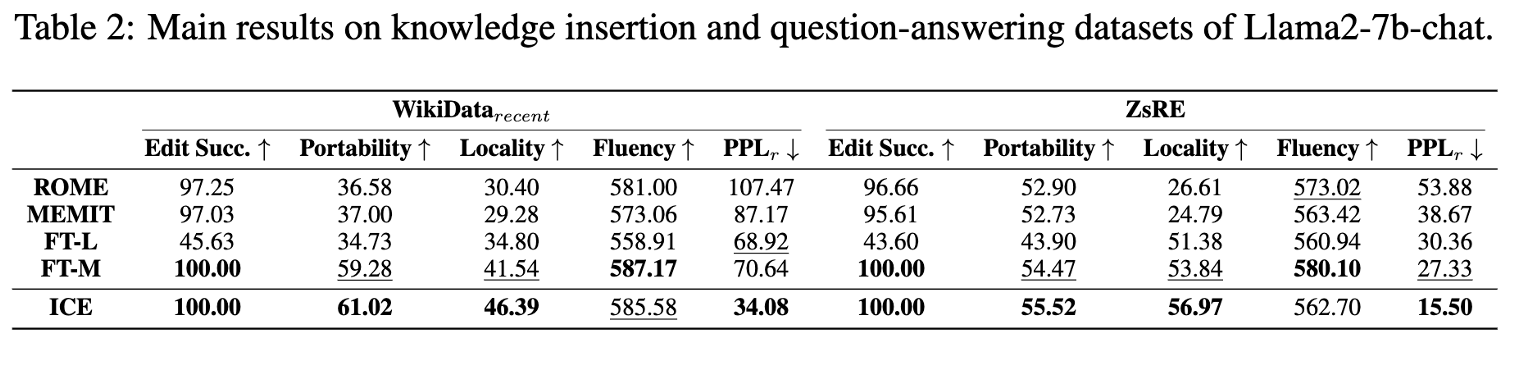 Table 2: Main results on knowledge insertion and question-answering datasets of Llama2-7b-chat.
WikiData_recent ZsRE
Edit Succ. ↑ Portability ↑ Locality ↑ Fluency ↑ PPL_r ↓ Edit Succ. ↑ Portability ↑ Locality ↑ Fluency ↑ PPL_r ↓
ROME 97.25 36.58 30.40 581.00 107.47 96.66 52.90 26.61 573.02 53.88
MEMIT 97.03 37.00 29.28 573.06 87.17 95.61 52.73 24.79 563.42 38.67
FT-L 45.63 34.73 34.80 558.91 68.92 43.60 43.90 51.38 560.94 30.36
FT-M 100.00 59.28 41.54 587.17 70.64 100.00 54.47 53.84 580.10 27.33
ICE 100.00 61.02 46.39 585.58 34.08 100.00 55.52 56.97 562.70 15.50